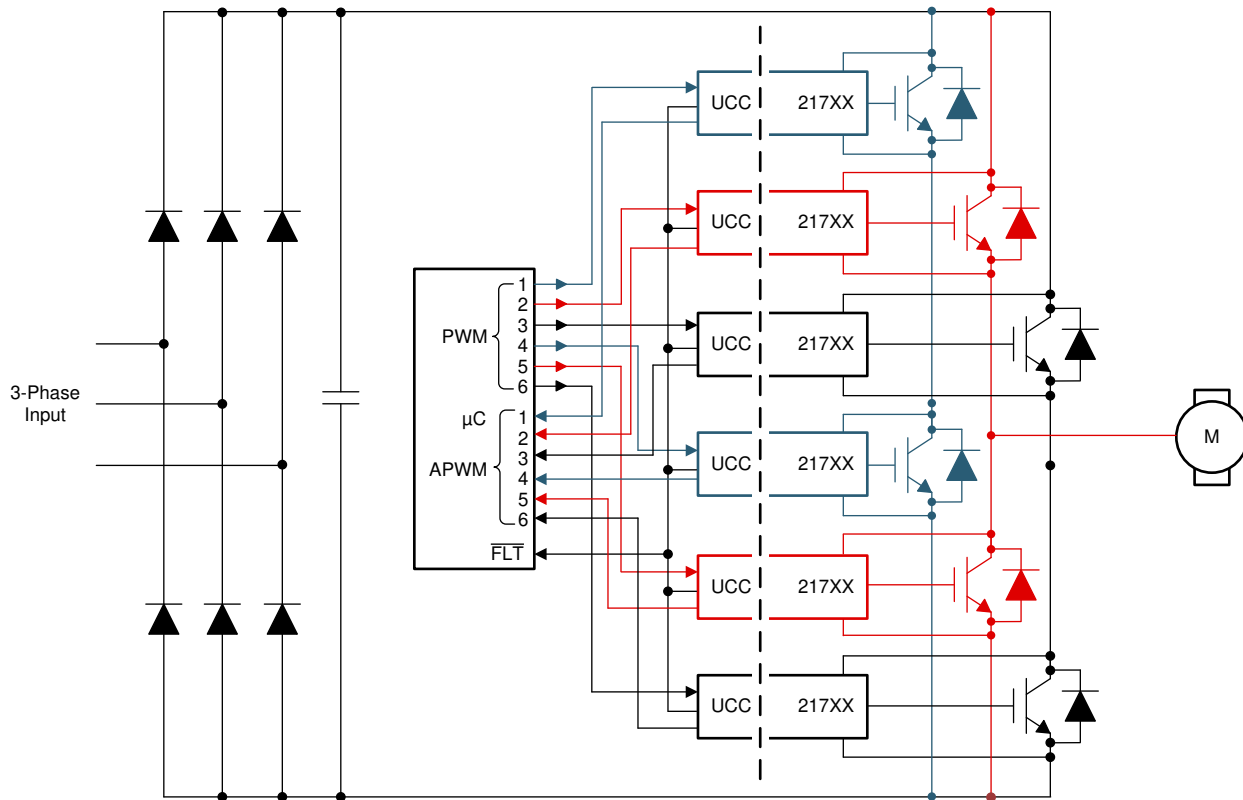 3-Phase
Input
PWM
1
2
3
4
5
6
µC
APWM
1
2
3
4
5
6
FLT
UCC 217XX
UCC 217XX
UCC 217XX
UCC 217XX
UCC 217XX
UCC 217XX
M